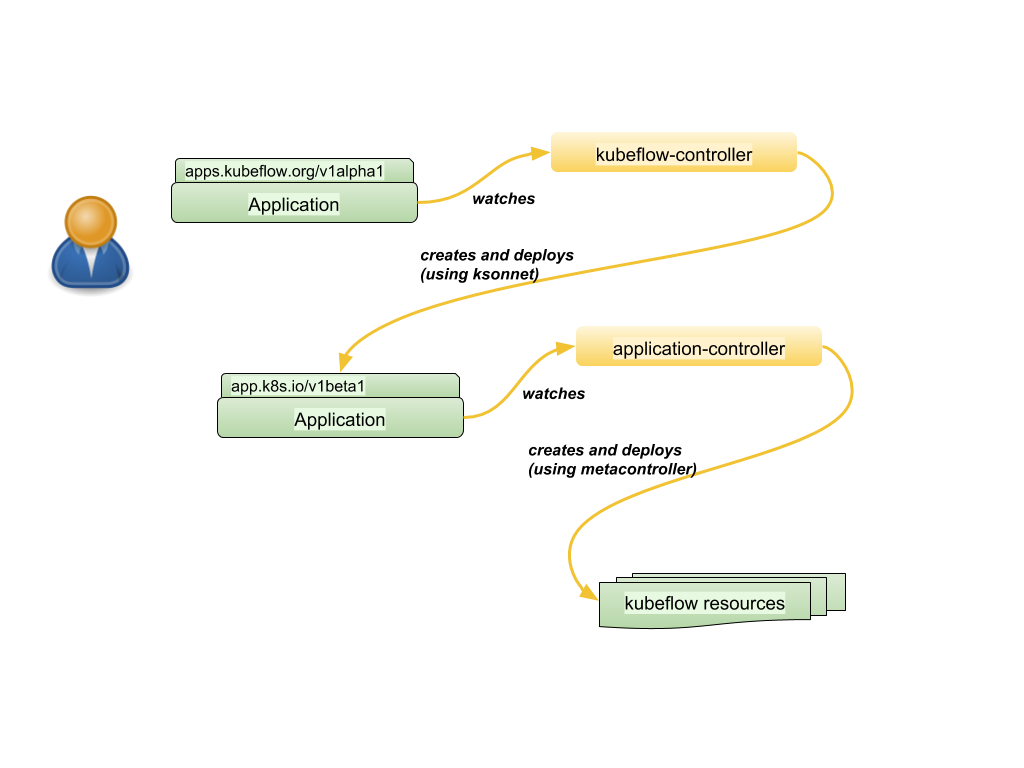 apps.kubeflow.org/v1alpha1
Application
kubeflow-controller
watches
creates and deploys
(using ksonnet)
app.k8s.io/v1beta1
Application
application-controller
watches
creates and deploys
(using metacontroller)
kubeflow resources